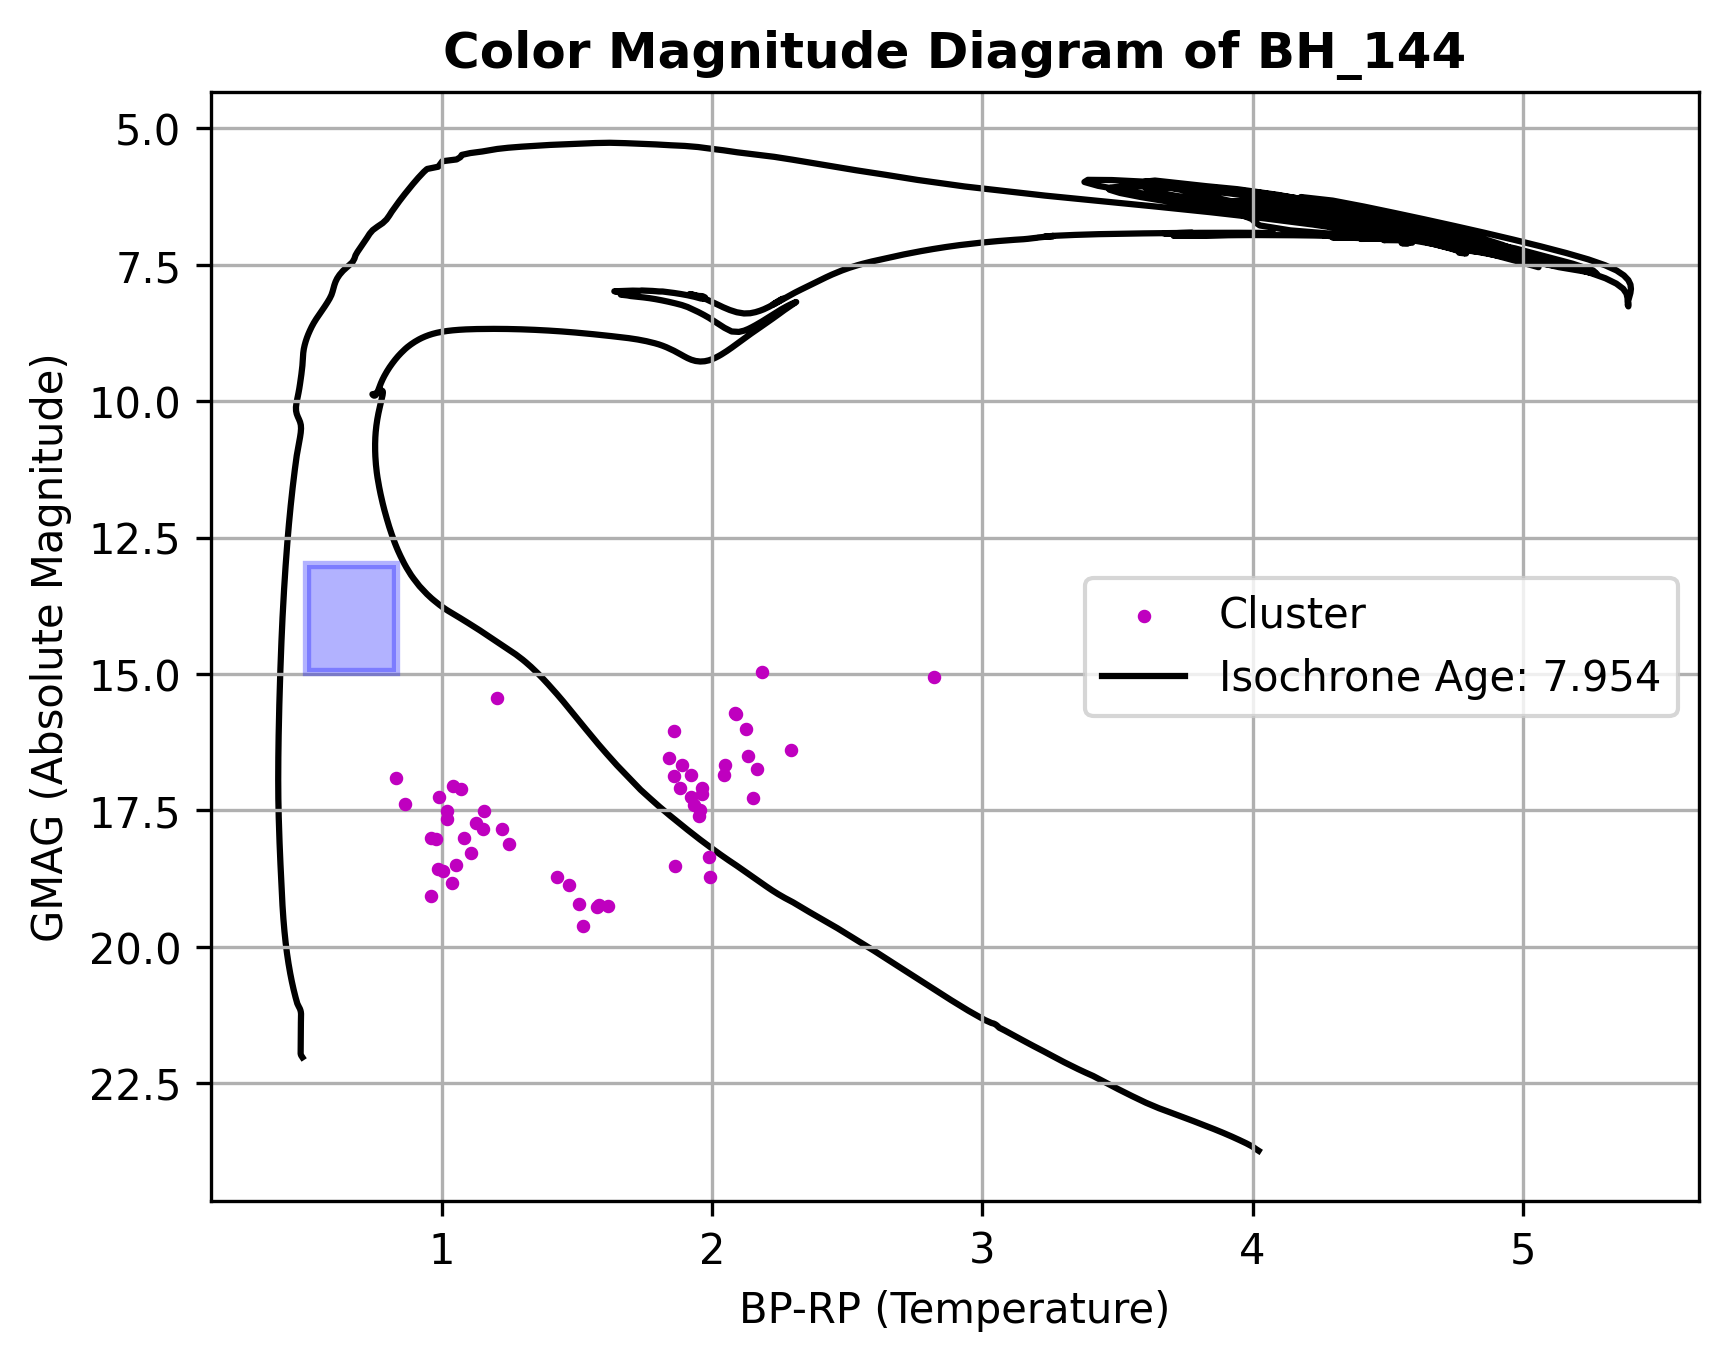 Color Magnitude Diagram of BH_144
5.0
7.5
10.0
12.5
15.0
17.5
20.0
22.5
GMAG (Absolute Magnitude)
Cluster
Isochrone Age: 7.954
1 2 3 4 5
BP-RP (Temperature)